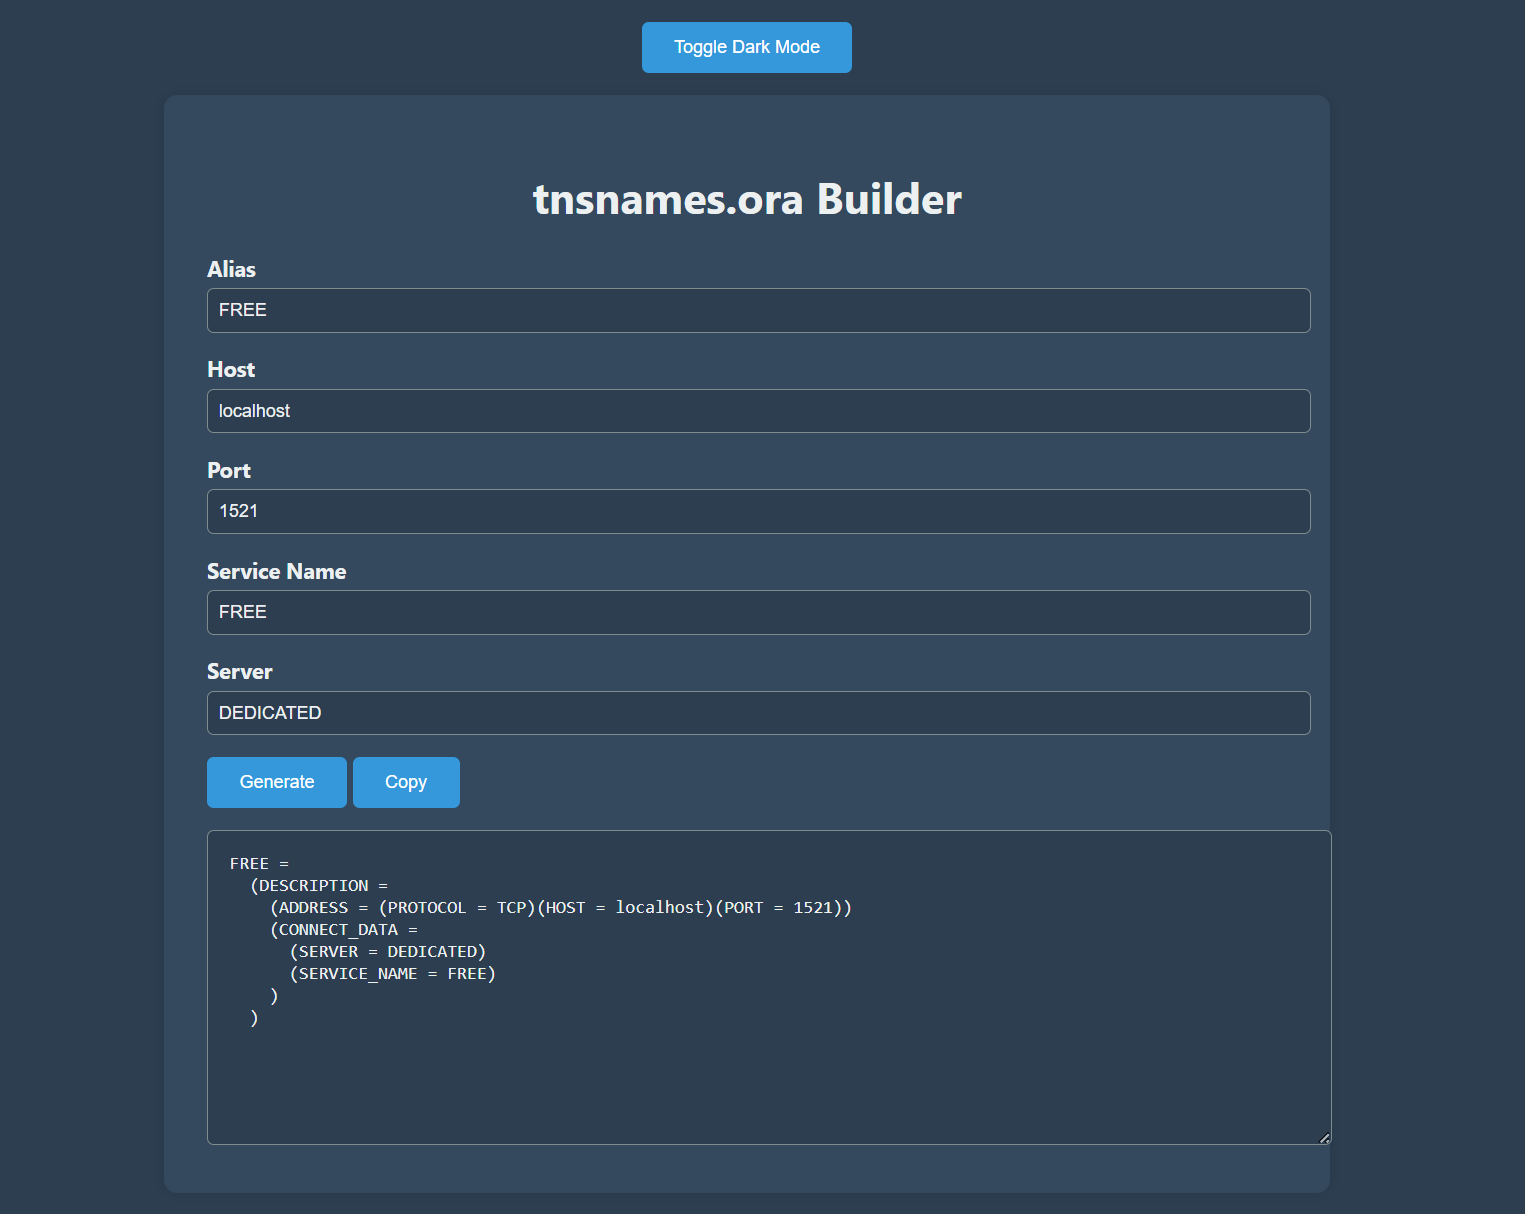 Toggle Dark Mode
tnsnames.ora Builder
Alias
FREE
Host
localhost
Port
1521
Service Name
FREE
Server
DEDICATED
Generate Copy
FREE =
  (DESCRIPTION =
    (ADDRESS = (PROTOCOL = TCP)(HOST = localhost)(PORT = 1521))
    (CONNECT_DATA =
      (SERVER = DEDICATED)
      (SERVICE_NAME = FREE)
    )
  )